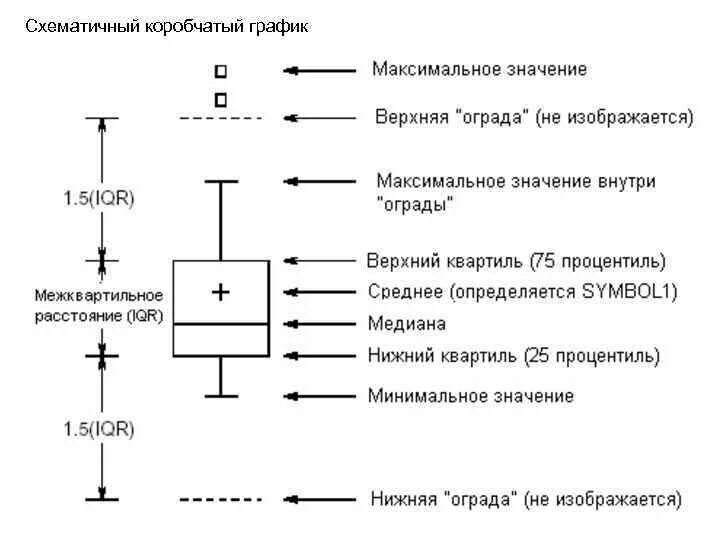 Схематичный коробчатый график
Максимальное значение
Верхняя "ограда" (не изображается)
1.5(IQR)
Максимальное значение внутри
"ограды"
Верхний квартиль (75 процентиль)
Межквартильное
расстояние (IQR)
Среднее (определяется SYMBOL1)
Медиана
Нижний квартиль (25 процентиль)
Минимальное значение
1.5(IQR)
Нижняя "ограда" (не изображается)